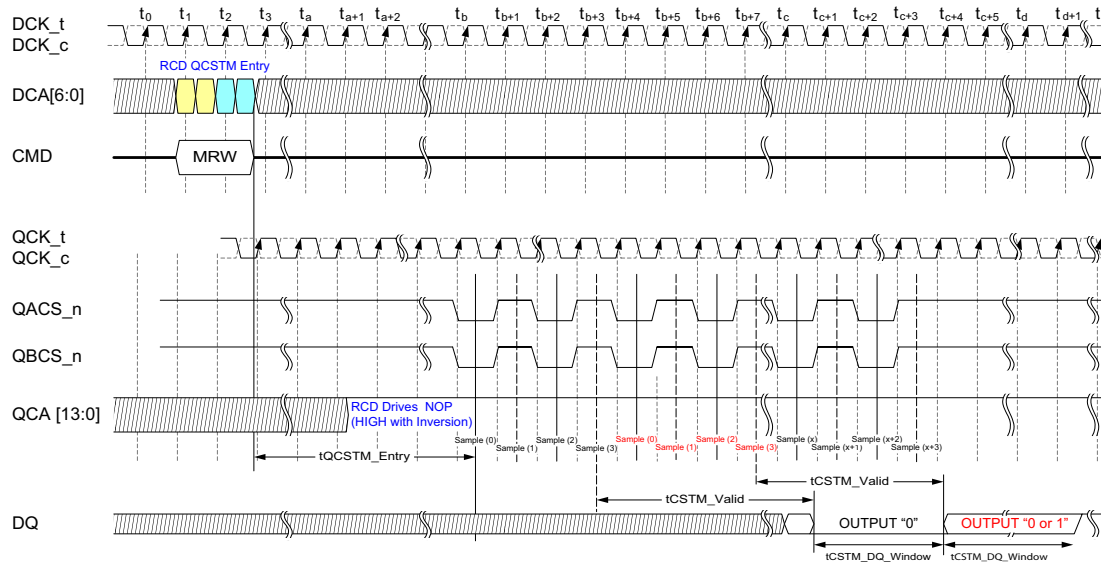 DCK_t
DCK_c
t0 t1 t2 t3 ta ta+1 ta+2 tb tb+1 tb+2 tb+3 tb+4 tb+5 tb+6 tb+7 tc tc+1 tc+2 tc+3 tc+4 tc+5 td td+1 t
RCD QCSTM Entry
DCA[6:0]
CMD
MRW
QCK_t
QCK_c
QACS_n
QBCS_n
QCA [13:0]
RCD Drives NOP
(HIGH with Inversion)
Sample (0) Sample (2) Sample (0) Sample (2) Sample (x) Sample (x+2)
Sample (1) Sample (3) Sample (1) Sample (3) Sample (x+1) Sample (x+3)
tQCSTM_Entry
tCSTM_Valid
tCSTM_Valid
DQ
OUTPUT “0”
OUTPUT “0 or 1”
tCSTM_DQ_Window
tCSTM_DQ_Window